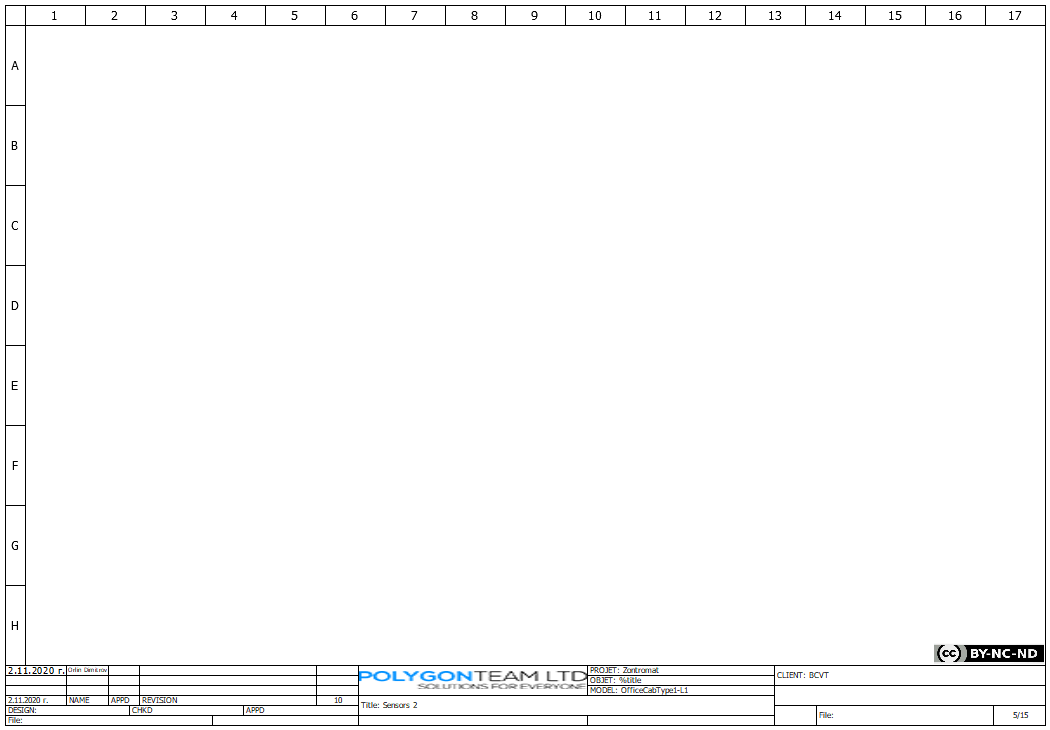 1 2 3 4 5 6 7 8 9 10 11 12 13 14 15 16 17
A
B
C
D
E
F
G
H
BY-NC-ND
2.11.2020 г. Orlin Dimitrov
2.11.2020 г. NAME APPD REVISION 10
DESIGN: CHKD APPD
File:
POLYGONTEAM LTD
SOLUTIONS FOR EVERYONE
Title: Sensors 2
PROJET: Zontromat
OBJET: %title
MODEL: OfficeCabType1-L1
CLIENT: BCVT
File: 5/15